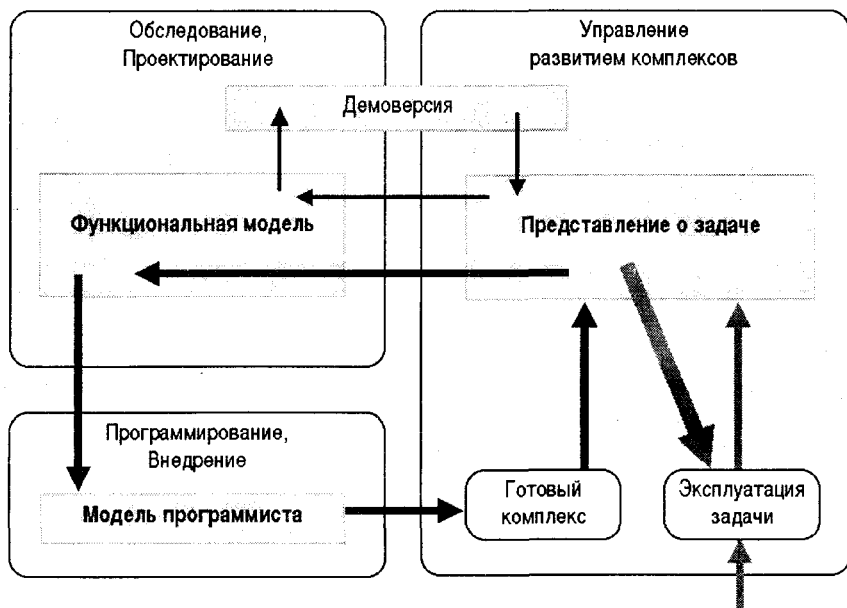 Обследование,
Проектирование
Управление
развитием комплексов
Демоверсия
Функциональная модель
Представление о задаче
Программирование,
Внедрение
Модель программиста
Готовый
комплекс
Эксплуатация
задачи